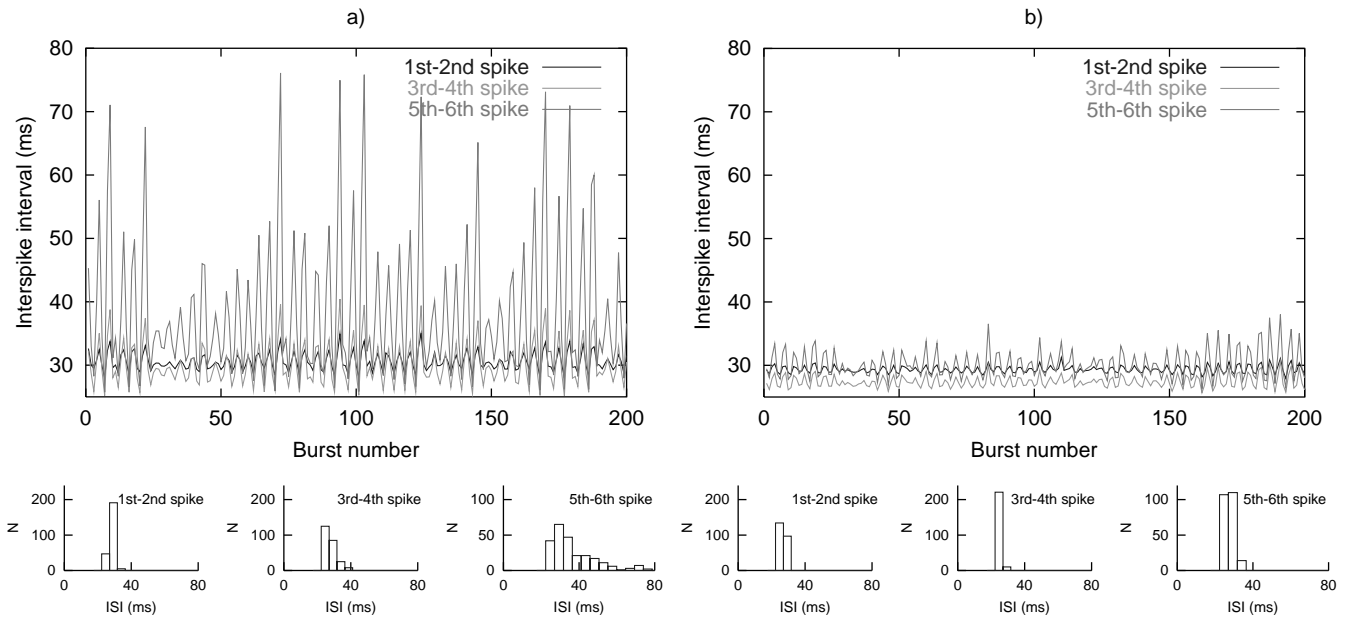 a)
80
70
60
50
40
30
Interspike interval (ms)
1st-2nd spike
3rd-4th spike
5th-6th spike
0 50 100 150 200
Burst number
b)
80
70
60
50
40
30
Interspike interval (ms)
1st-2nd spike
3rd-4th spike
5th-6th spike
0 50 100 150 200
Burst number
200
100
0
N
1st-2nd spike
0 80
ISI (ms)
200
100
0
N
3rd-4th spike
0 40 80
ISI (ms)
100
50
0
N
5th-6th spike
0 40 80
ISI (ms)
200
100
0
N
1st-2nd spike
0 40 80
ISI (ms)
200
100
0
N
3rd-4th spike
0 40 80
ISI (ms)
100
50
0
N
5th-6th spike
0 40 80
ISI (ms)